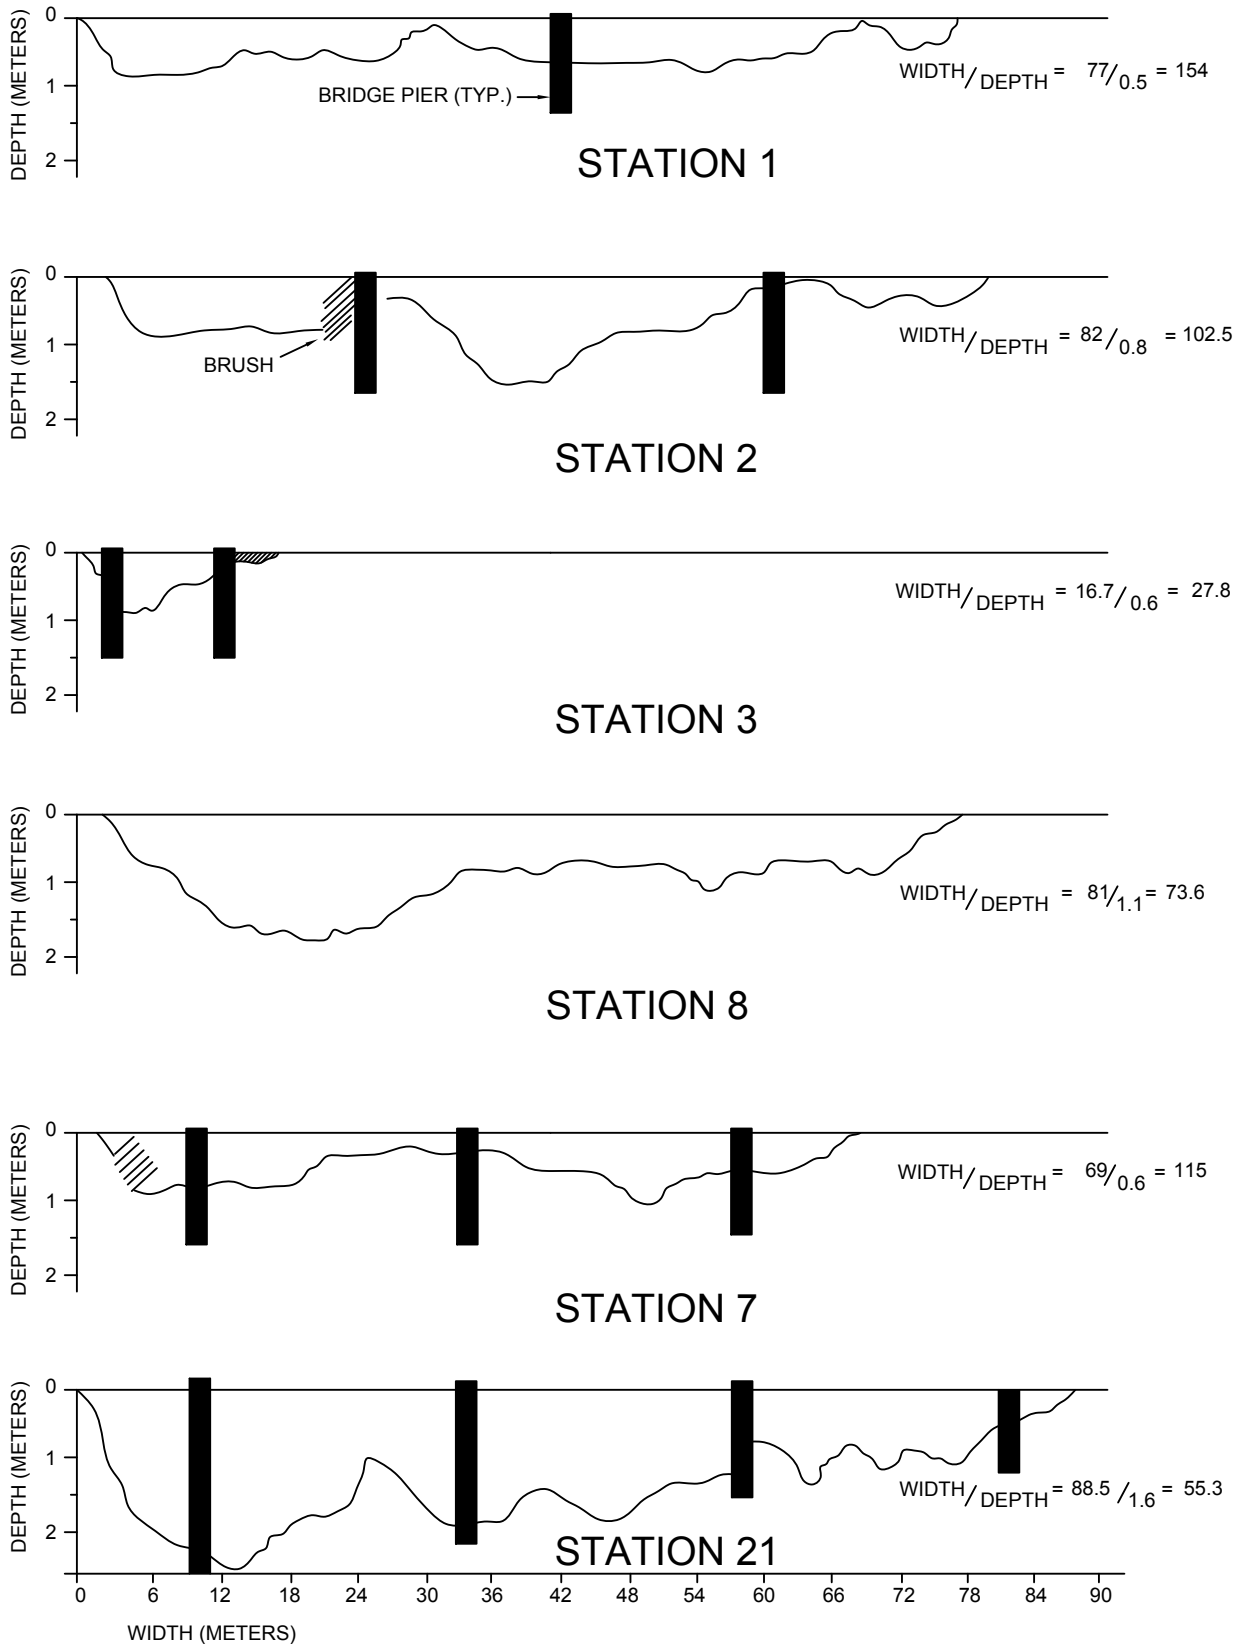 0
DEPTH (METERS)
1
2
BRIDGE PIER (TYP.)
WIDTH/DEPTH = 77/0.5 = 154
STATION 1
0
DEPTH (METERS)
1
2
BRUSH
WIDTH/DEPTH = 82/0.8 = 102.5
STATION 2
0
DEPTH (METERS)
1
2
WIDTH/DEPTH = 16.7/0.6 = 27.8
STATION 3
0
DEPTH (METERS)
1
2
WIDTH/DEPTH = 81/1.1 = 73.6
STATION 8
0
DEPTH (METERS)
1
2
WIDTH/DEPTH = 69/0.6 = 115
STATION 7
0
DEPTH (METERS)
1
2
WIDTH/DEPTH = 88.5/1.6 = 55.3
STATION 21
0 6 12 18 24 30 36 42 48 54 60 66 72 78 84 90
WIDTH (METERS)